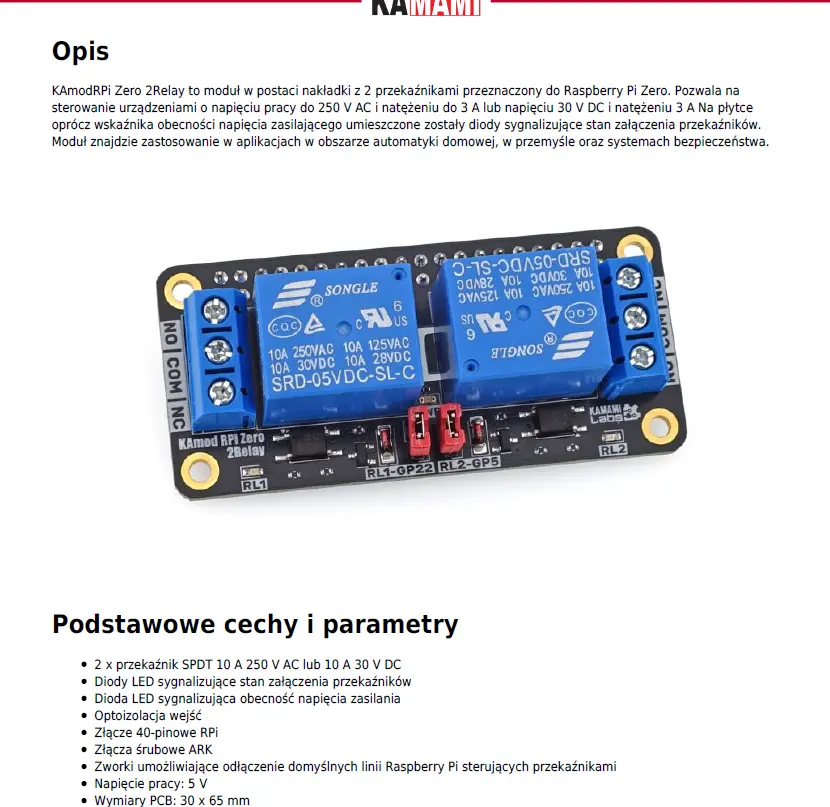 KAMAMI
Opis
KAmodRPi Zero 2Relay to moduł w postaci nakładki z 2 przekaźnikami przeznaczony do Raspberry Pi Zero. Pozwala na
sterowanie urządzeniami o napięciu pracy do 250 V AC i natężeniu do 3 A lub napięciu 30 V DC i natężeniu 3 A Na płytce
oprócz wskaźnika obecności napięcia zasilającego umieszczone zostały diody sygnalizujące stan załączenia przekaźników.
Moduł znajdzie zastosowanie w aplikacjach w obszarze automatyki domowej, w przemyśle oraz systemach bezpieczeństwa.
NO | COM | NC
SONGLE
®
CQC
C US
6
10A 250VAC 10A 125VAC
10A 30VDC 10A 28VDC
SRD-05VDC-SL-C
SRD-05VDC-SL-C
10A 30VDC 10A 28VDC
10A 250VAC 10A 125VAC
C US
6
CQC
®
SONGLE
KAmod RPi Zero
2Relay
RL1
RL1-GP22
RL2-GP5
KAMAMI
Labs
RL2
Podstawowe cechy i parametry
• 2 x przekaźnik SPDT 10 A 250 V AC lub 10 A 30 V DC
• Diody LED sygnalizujące stan załączenia przekaźników
• Dioda LED sygnalizująca obecność napięcia zasilania
• Optoizolacja wejść
• Złącze 40-pinowe RPi
• Złącza śrubowe ARK
• Zworki umożliwiające odłączenie domyślnych linii Raspberry Pi sterujących przekaźnikami
• Napięcie pracy: 5 V
• Wymiary PCB: 30 x 65 mm